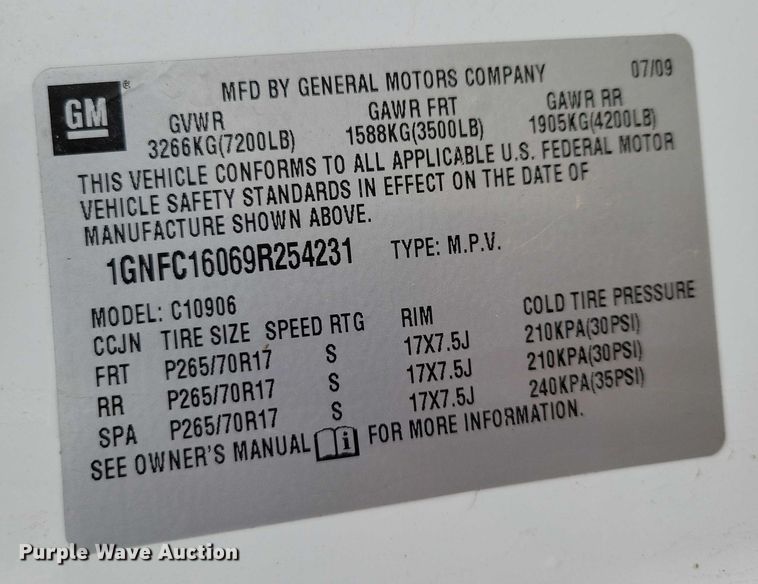 GM ®
MFD BY GENERAL MOTORS COMPANY 07/09
GVWR GAWR FRT GAWR RR
3266KG(7200LB) 1588KG(3500LB) 1905KG(4200LB)
THIS VEHICLE CONFORMS TO ALL APPLICABLE U.S. FEDERAL MOTOR
VEHICLE SAFETY STANDARDS IN EFFECT ON THE DATE OF
MANUFACTURE SHOWN ABOVE.
1GNFC16069R254231 TYPE: M.P.V.
MODEL: C10906
CCJN TIRE SIZE SPEED RTG RIM COLD TIRE PRESSURE
FRT P265/70R17 S 17X7.5J 210KPA(30PSI)
RR P265/70R17 S 17X7.5J 210KPA(30PSI)
SPA P265/70R17 S 17X7.5J 240KPA(35PSI)
SEE OWNER'S MANUAL i FOR MORE INFORMATION.
Purple Wave Auction